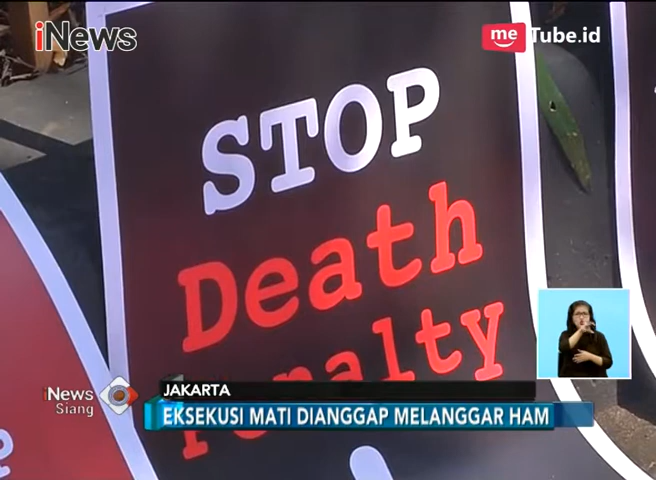 iNews
me Tube.id
STOP
Death
Penalty
JAKARTA
iNews
Siang
EKSEKUSI MATI DIANGGAP MELANGGAR HAM